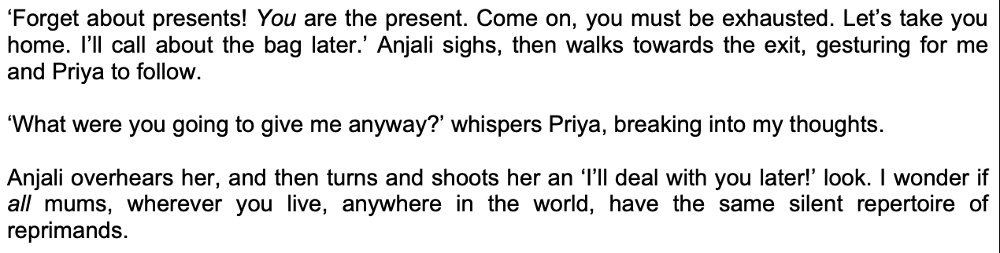 ‘Forget about presents! You are the present. Come on, you must be exhausted. Let’s take you
home. I’ll call about the bag later.’ Anjali sighs, then walks towards the exit, gesturing for me
and Priya to follow.
‘What were you going to give me anyway?’ whispers Priya, breaking into my thoughts.
Anjali overhears her, and then turns and shoots her an ‘I’ll deal with you later!’ look. I wonder if
all mums, wherever you live, anywhere in the world, have the same silent repertoire of
reprimands.